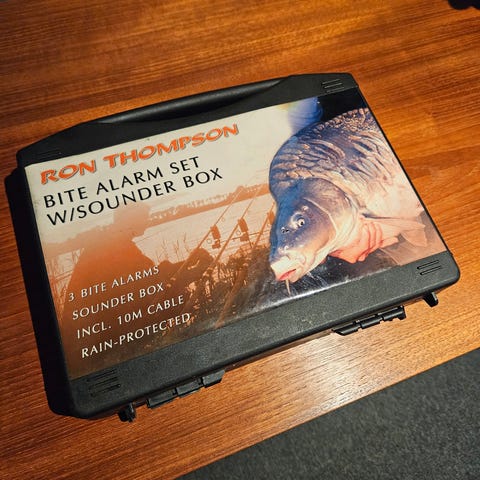 RON THOMPSON
BITE ALARM SET
W/SOUNDER BOX
3 BITE ALARMS
SOUNDER BOX
INCL. 10M CABLE
RAIN-PROTECTED